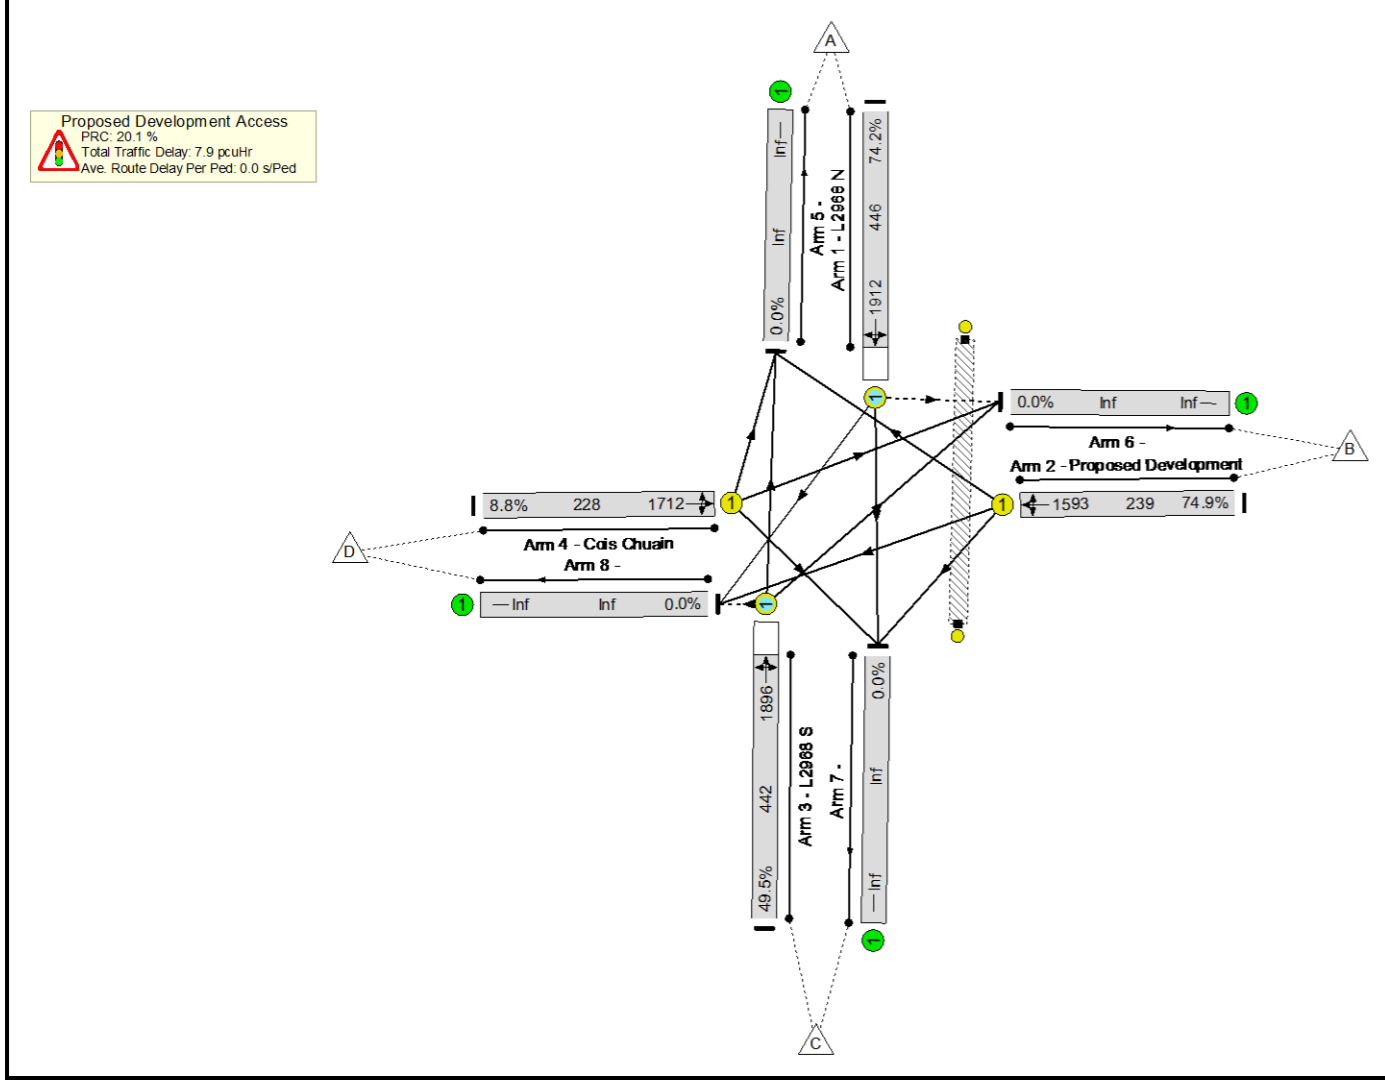 A
Proposed Development Access
PRC: 20.1 %
Total Traffic Delay: 7.9 pcuHr
Ave. Route Delay Per Ped: 0.0 s/Ped
1
Inf
Inf
0.0%
Arm 5 -
Arm 1 - L2968 N
74.2%
446
1912
1
0.0% Inf Inf
1
Arm 6 -
B
Arm 2 - Proposed Development
8.8% 228 1712
1
1
1593 239 74.9%
Arm 4 - Cois Chuain
D
Arm 8 -
1
Inf Inf 0.0%
1
1896
442
49.5%
Arm 3 - L2968 S
Arm 7 -
0.0%
Inf
Inf
1
C